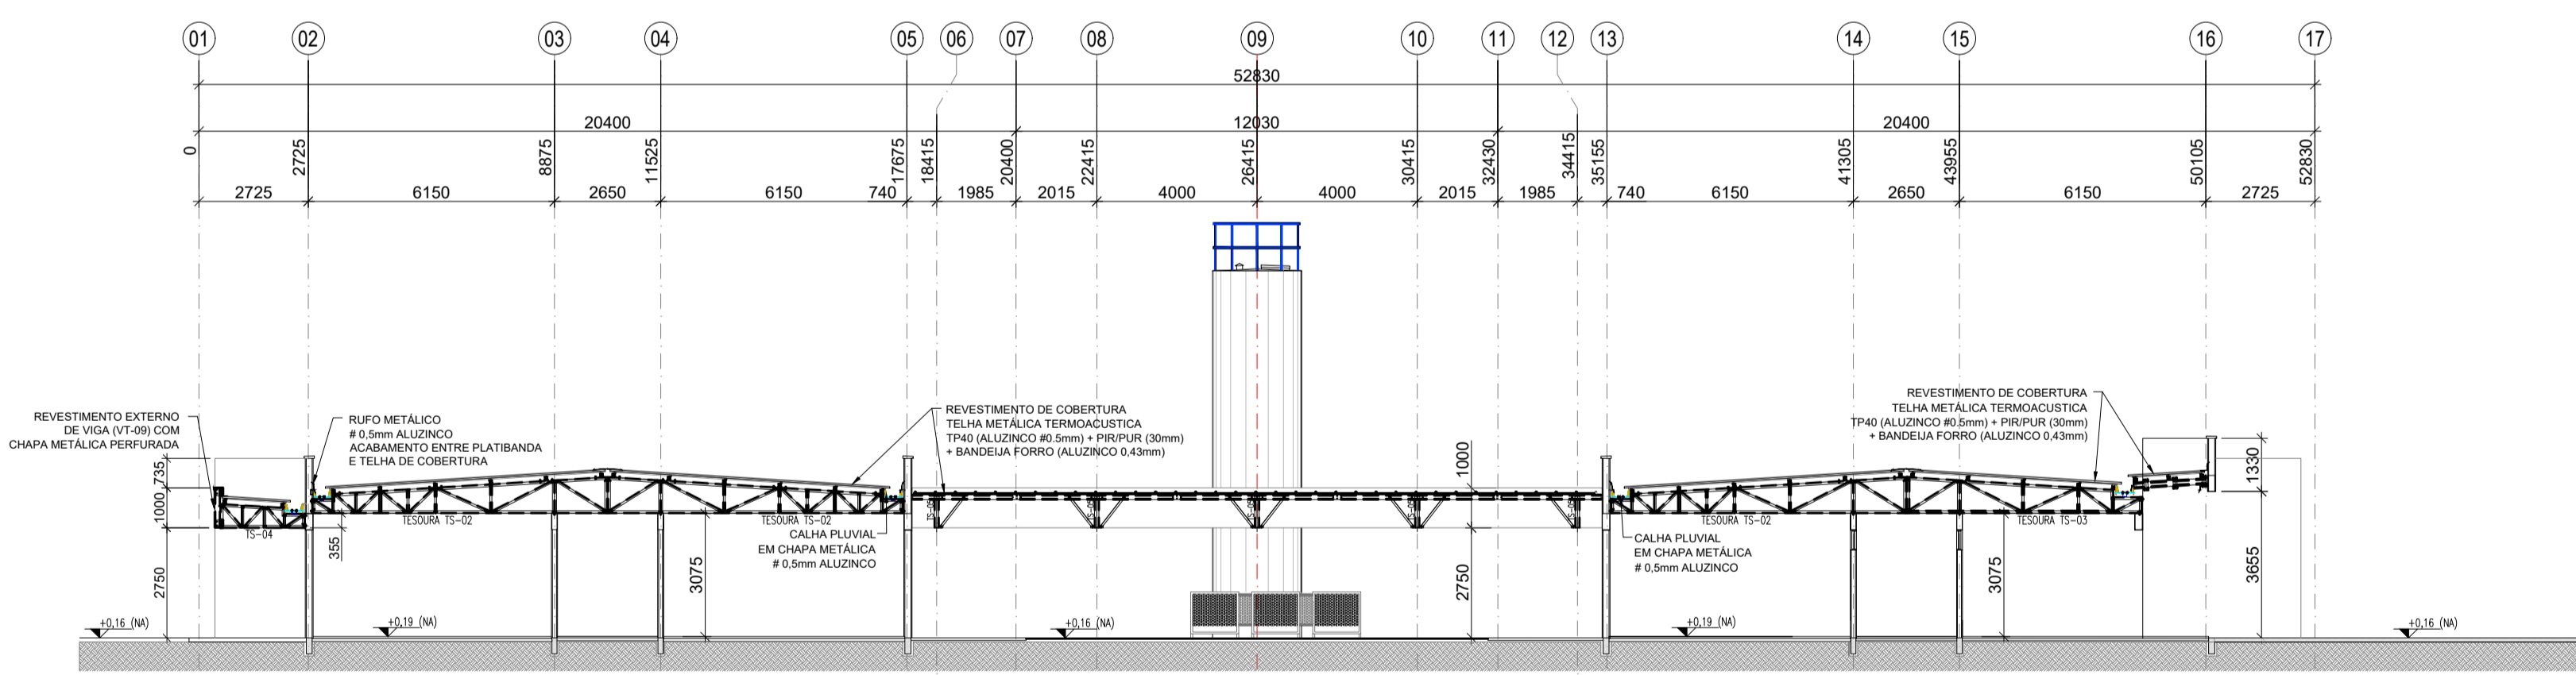 01 02 03 04 05 06 07 08 09 10 11 12 13 14 15 16 17
52830
20400 12030 20400
0 2725 8875 11525 17675 18415 20400 22415 26415 30415 32430 34415 35155 41305 43955 50105 52830
2725 6150 2650 6150 740 1985 2015 4000 4000 2015 1985 740 6150 2650 6150 2725
REVESTIMENTO EXTERNO
DE VIGA (VT-09) COM
CHAPA METÁLICA PERFURADA
RUFO METÁLICO
# 0,5mm ALUZINCO
ACABAMENTO ENTRE PLATIBANDA
E TELHA DE COBERTURA
REVESTIMENTO DE COBERTURA
TELHA METÁLICA TERMOACUSTICA
TP40 (ALUZINCO #0.5mm) + PIR/PUR (30mm)
+ BANDEIJA FORRO (ALUZINCO 0,43mm)
REVESTIMENTO DE COBERTURA
TELHA METÁLICA TERMOACUSTICA
TP40 (ALUZINCO #0.5mm) + PIR/PUR (30mm)
+ BANDEIJA FORRO (ALUZINCO 0,43mm)
735
1000
2750
355
3075
1000
2750
3075
1330
3655
TS-04
TESOURA TS-02
TESOURA TS-02
TESOURA TS-02
TESOURA TS-03
CALHA PLUVIAL
EM CHAPA METÁLICA
# 0,5mm ALUZINCO
CALHA PLUVIAL
EM CHAPA METÁLICA
# 0,5mm ALUZINCO
+0,16 (NA)
+0,19 (NA)
+0,16 (NA)
+0,19 (NA)
+0,16 (NA)